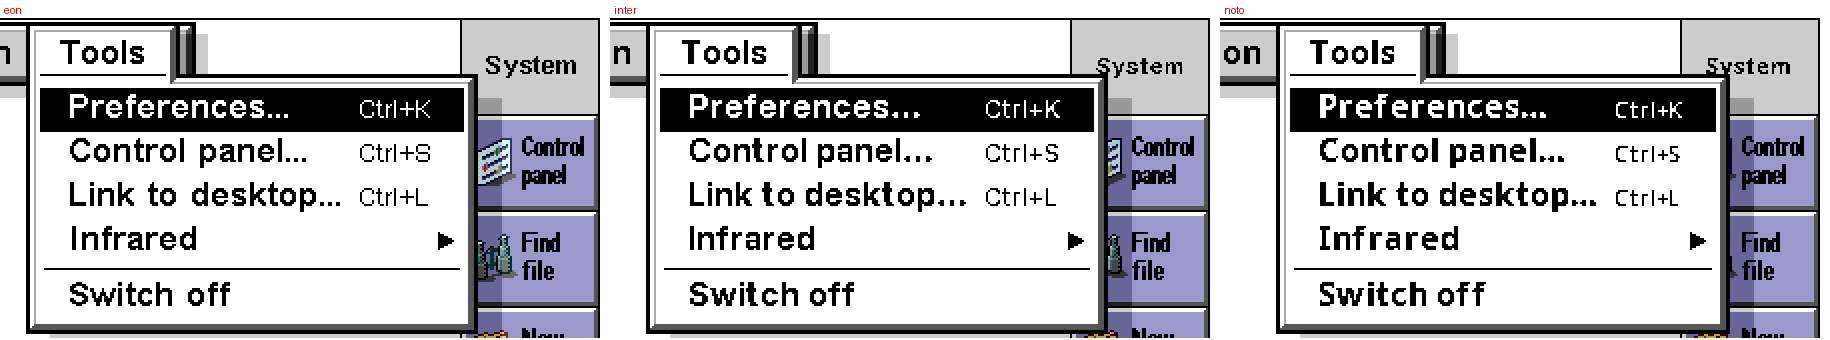 eon
n
Tools
System
Preferences... Ctrl+K
Control panel... Ctrl+S
Link to desktop... Ctrl+L
Infrared
Switch off
Control
panel
Find
file
New
inter
n
Tools
System
Preferences... Ctrl+K
Control panel... Ctrl+S
Link to desktop... Ctrl+L
Infrared
Switch off
Control
panel
Find
file
New
noto
on
Tools
System
Preferences... Ctrl+K
Control panel... Ctrl+S
Link to desktop... Ctrl+L
Infrared
Switch off
Control
panel
Find
file
New